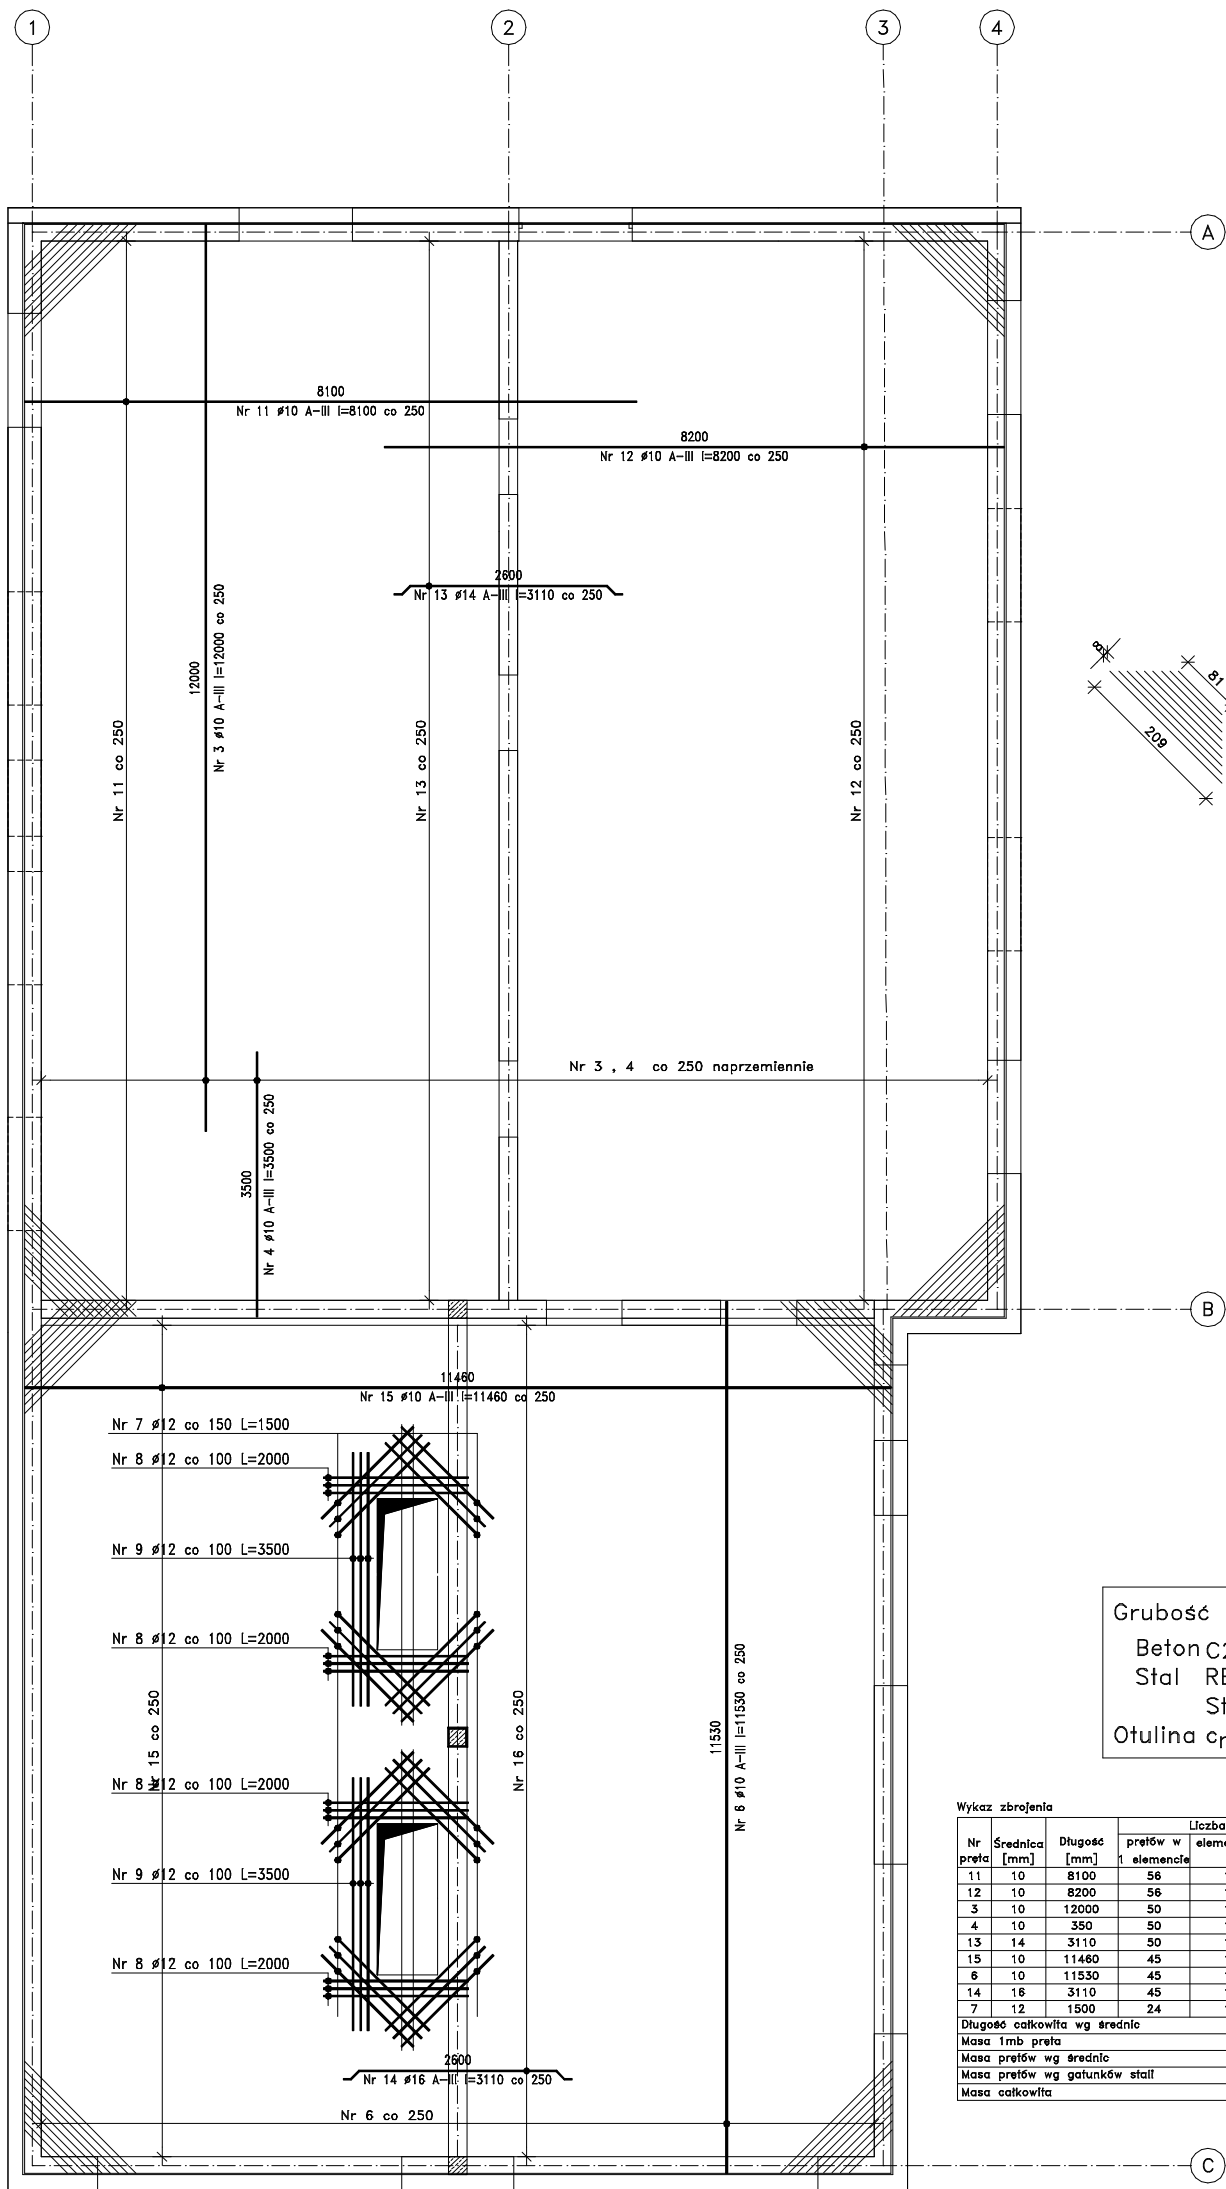 1 2 3 4
A
8100
Nr 11 ø10 A-III l=8100 co 250
8200
Nr 12 ø10 A-III l=8200 co 250
2600
Nr 13 ø14 A-III l=3110 co 250
12000
Nr 3 ø10 A-III l=12000 co 250
Nr 11 co 250
Nr 13 co 250
Nr 12 co 250
8
81
209
Nr 3 , 4 co 250 naprzemiennie
3500
Nr 4 ø10 A-III l=3500 co 250
B
11460
Nr 15 ø10 A-III l=11460 co 250
Nr 7 ø12 co 150 L=1500
Nr 8 ø12 co 100 L=2000
Nr 9 ø12 co 100 L=3500
Nr 8 ø12 co 100 L=2000
Nr 15 co 250
Nr 16 co 250
11530
Nr 6 ø10 A-III l=11530 co 250
Nr 8 ø12 co 100 L=2000
Nr 9 ø12 co 100 L=3500
Nr 8 ø12 co 100 L=2000
2600
Nr 14 ø16 A-III l=3110 co 250
Nr 6 co 250
C
Grubość
Beton
Stal
Otulina
Wykaz zbrojenia
Liczba
Nr pręta Średnica [mm] Długość [mm] prętów w 1 elemencie
11 10 8100 56
12 10 8200 56
3 10 12000 50
4 10 350 50
13 14 3110 50
15 10 11460 45
6 10 11530 45
14 16 3110 45
7 12 1500 24
Długość całkowita wg średnic
Masa 1mb pręta
Masa prętów wg średnic
Masa prętów wg gatunków stali
Masa całkowita